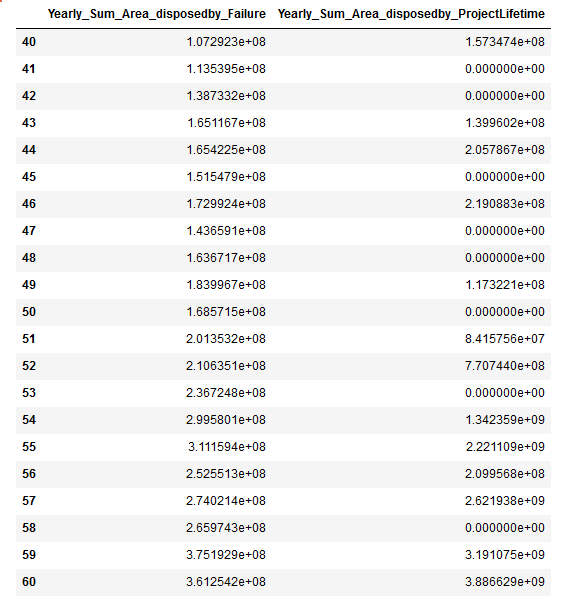 Yearly_Sum_Area_disposedby_Failure Yearly_Sum_Area_disposedby_ProjectLifetime
40 1.072923e+08 1.573474e+08
41 1.135395e+08 0.000000e+00
42 1.387332e+08 0.000000e+00
43 1.651167e+08 1.399602e+08
44 1.654225e+08 2.057867e+08
45 1.515479e+08 0.000000e+00
46 1.729924e+08 2.190883e+08
47 1.436591e+08 0.000000e+00
48 1.636717e+08 0.000000e+00
49 1.839967e+08 1.173221e+08
50 1.685715e+08 0.000000e+00
51 2.013532e+08 8.415756e+07
52 2.106351e+08 7.707440e+08
53 2.367248e+08 0.000000e+00
54 2.995801e+08 1.342359e+09
55 3.111594e+08 2.221109e+09
56 2.525513e+08 2.099568e+08
57 2.740214e+08 2.621938e+09
58 2.659743e+08 0.000000e+00
59 3.751929e+08 3.191075e+09
60 3.612542e+08 3.886629e+09